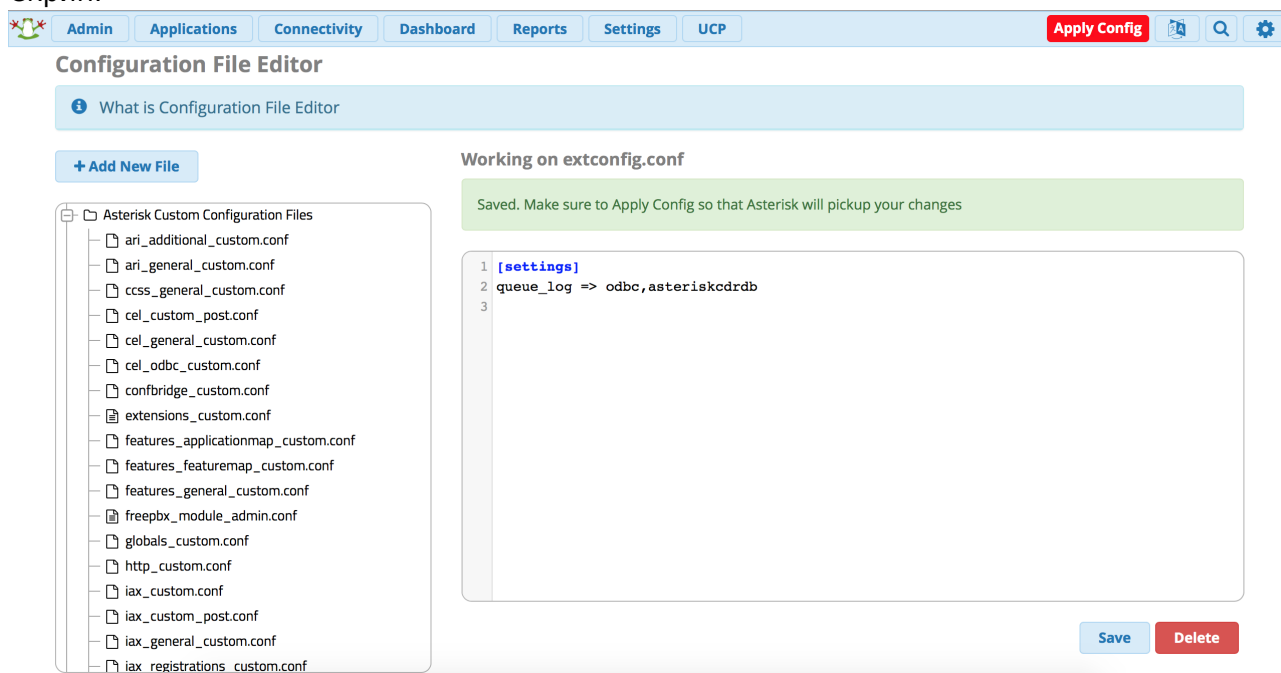 Admin Applications Connectivity Dashboard Reports Settings UCP Apply Config
Configuration File Editor
What is Configuration File Editor
+ Add New File
Working on extconfig.conf
Saved. Make sure to Apply Config so that Asterisk will pickup your changes
Asterisk Custom Configuration Files
ari_additional_custom.conf
ari_general_custom.conf
ccss_general_custom.conf
cel_custom_post.conf
cel_general_custom.conf
cel_odbc_custom.conf
confbridge_custom.conf
extensions_custom.conf
features_applicationmap_custom.conf
features_featuremap_custom.conf
features_general_custom.conf
freepbx_module_admin.conf
globals_custom.conf
http_custom.conf
iax_custom.conf
iax_custom_post.conf
iax_general_custom.conf
iax_registrations_custom.conf
1 [settings]
2 queue_log => odbc,asteriskcdrdb
3
Save Delete